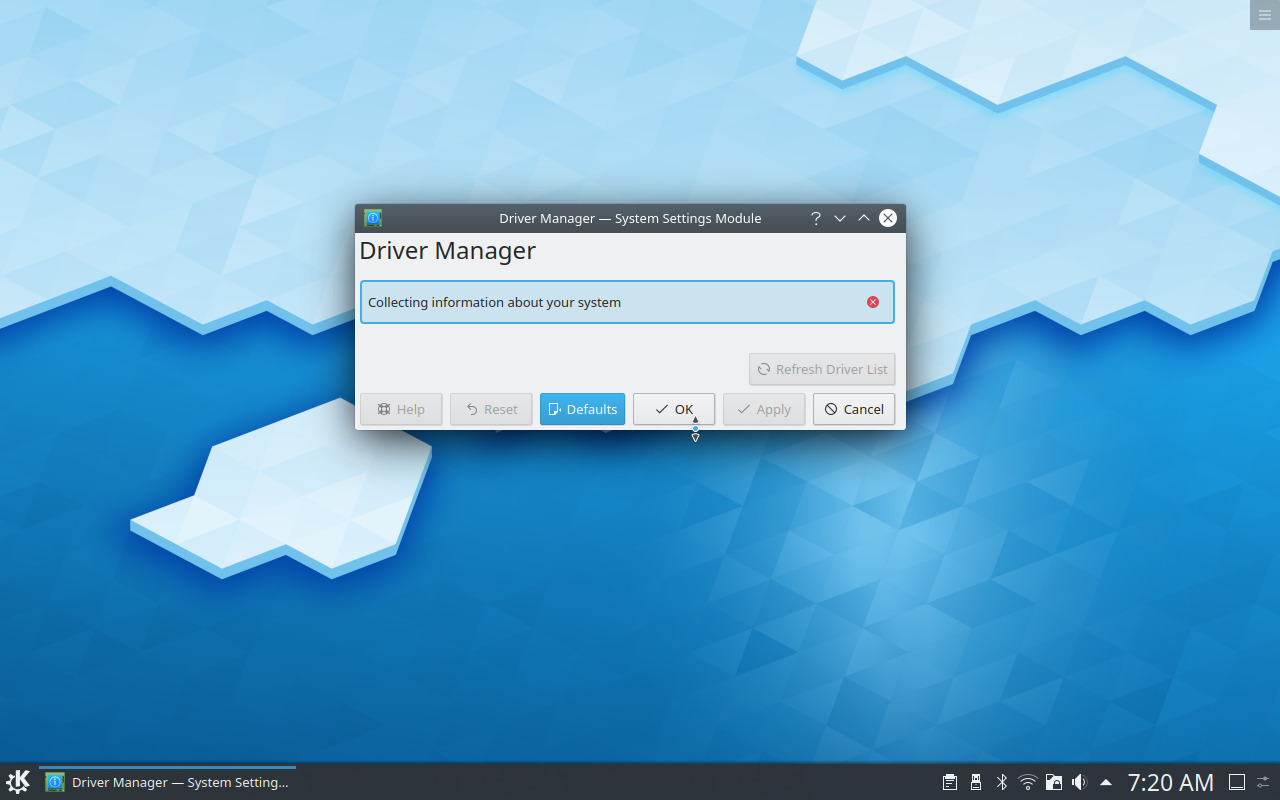 Driver Manager — System Settings Module
Driver Manager
Collecting information about your system
Refresh Driver List
Help Reset Defaults OK Apply Cancel
Driver Manager — System Setting... 7:20 AM